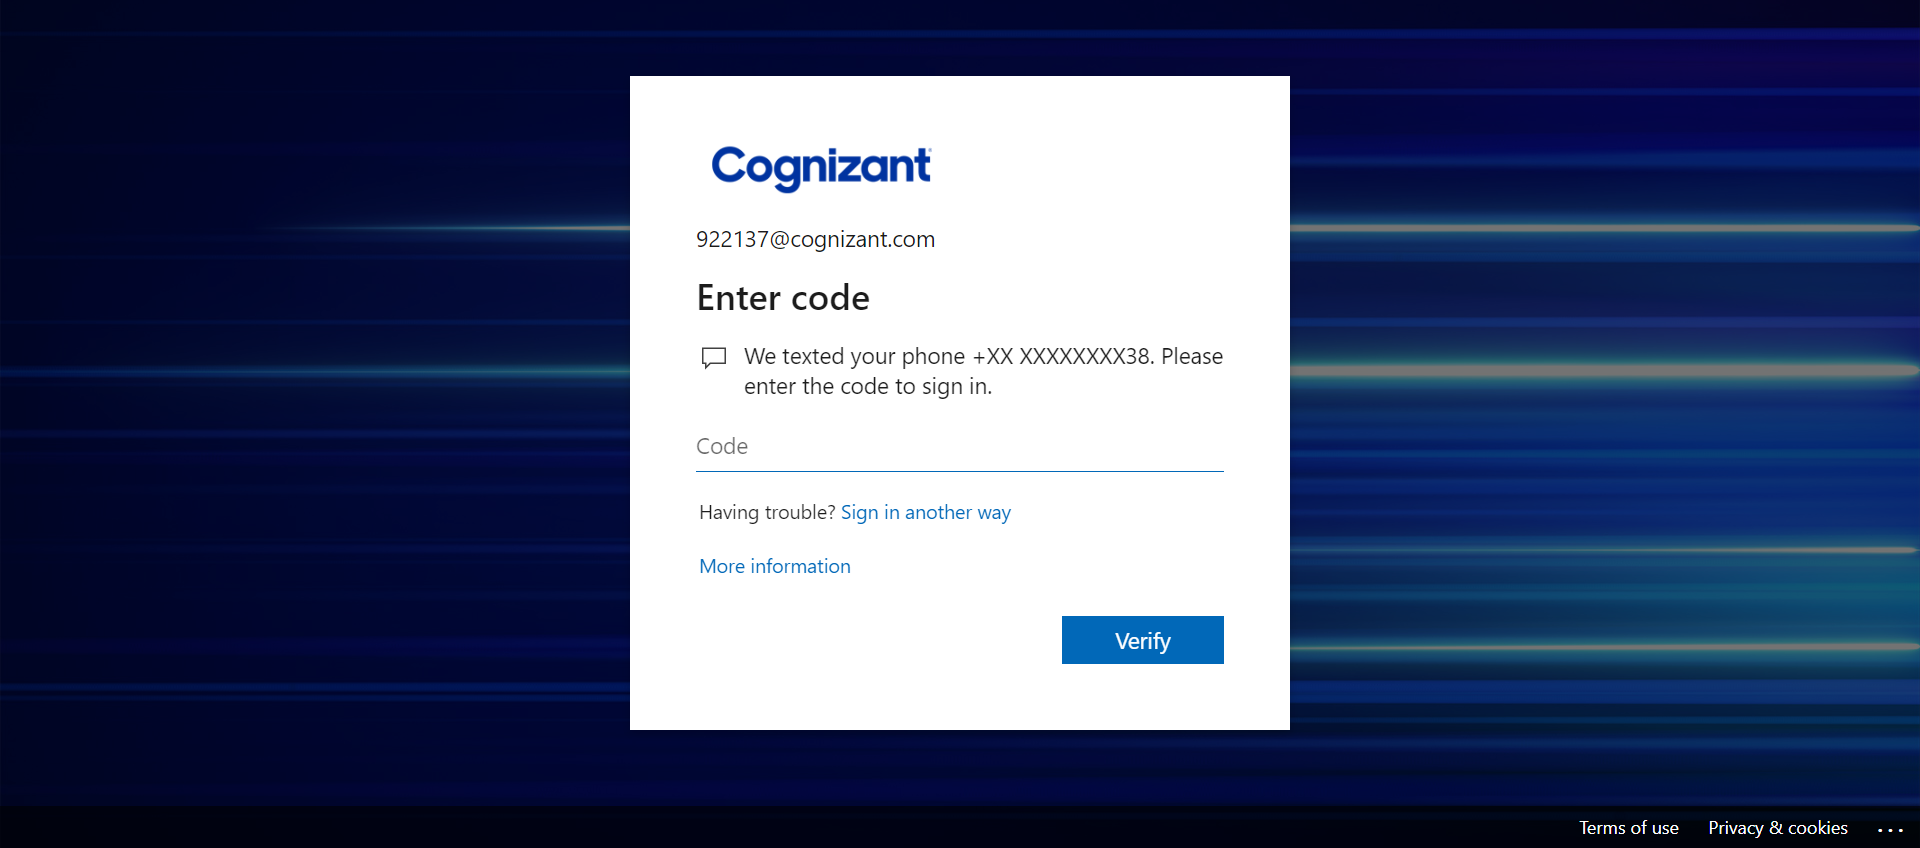 Cognizant
922137@cognizant.com
Enter code
We texted your phone +XX XXXXXXXX38. Please
enter the code to sign in.
Code
Having trouble? Sign in another way
More information
Verify
Terms of use Privacy & cookies ...